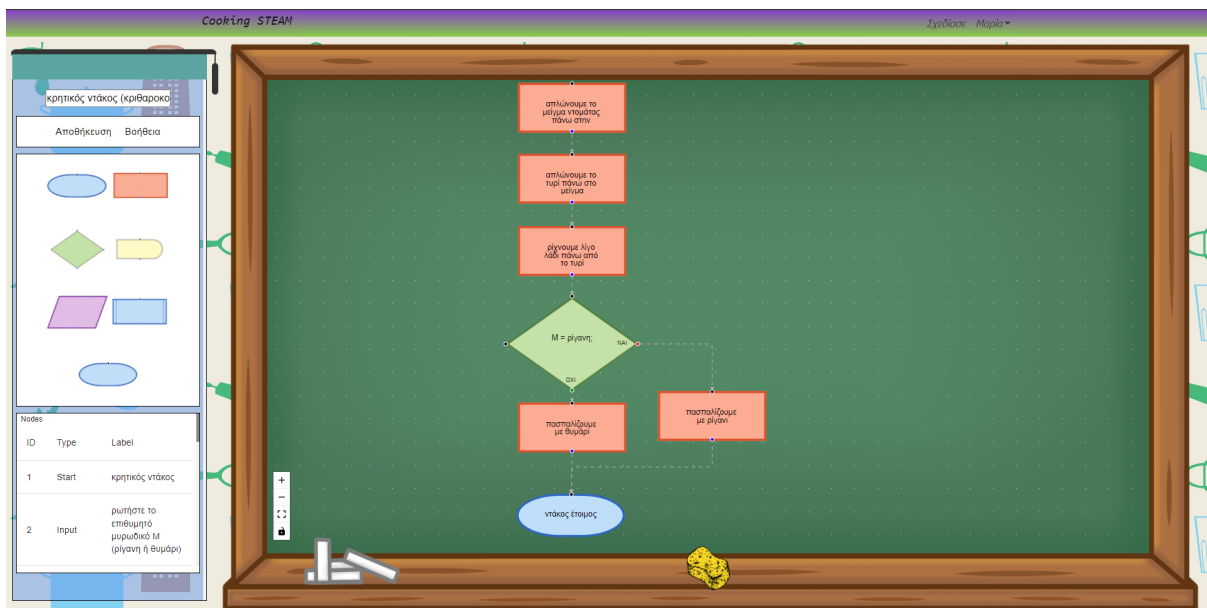 Cooking STEAM
Σχεδίασε Μαρία
κρητικός ντάκος (κριθαροκο
Αποθήκευση Βοήθεια
Nodes
ID Type Label
1 Start κρητικός ντάκος
2 Input ρωτήστε το
επιθυμητό
μυρωδικό Μ
(ρίγανη ή θυμάρι)
απλώνουμε το
μείγμα ντομάτας
πάνω στην
απλώνουμε το
τυρί πάνω στο
μείγμα
ρίχνουμε λίγο
λάδι πάνω από
το τυρί
Μ = ρίγανη;
ΝΑΙ
ΟΧΙ
πασπαλίζουμε
με θυμάρι
πασπαλίζουμε
με ρίγανι
ντάκος έτοιμος